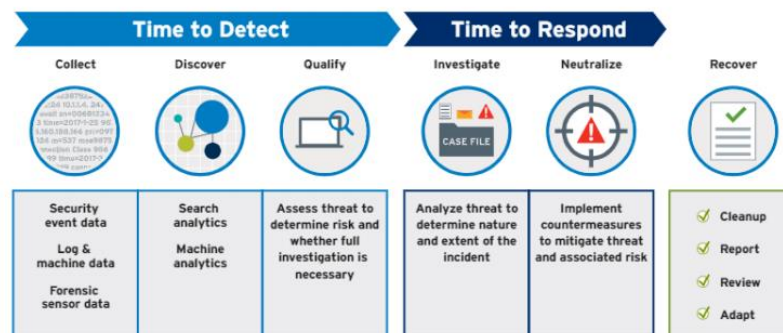 Time to Detect
Time to Respond
Collect
Discover
Qualify
Investigate
Neutralize
Recover
CASE FILE
Security
event data
Log &
machine data
Forensic
sensor data
Search
analytics
Machine
analytics
Assess threat to
determine risk and
whether full
investigation is
necessary
Analyze threat to
determine nature
and extent of the
incident
Implement
countermeasures
to mitigate threat
and associated risk
Cleanup
Report
Review
Adapt